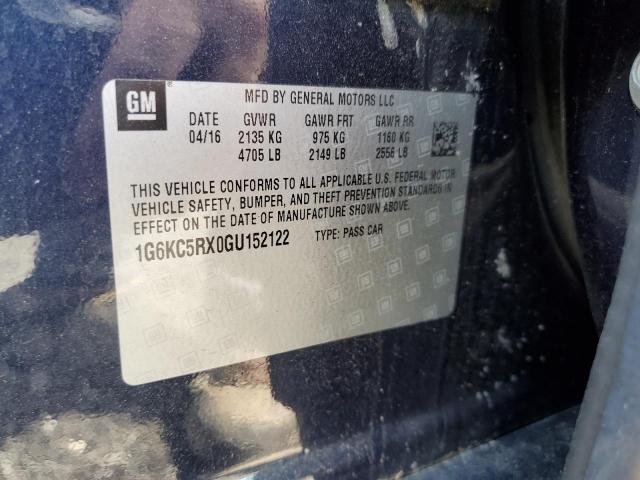 GM
MFD BY GENERAL MOTORS LLC
DATE GVWR GAWR FRT GAWR RR
04/16 2135 KG 975 KG 1160 KG
4705 LB 2149 LB 2556 LB
THIS VEHICLE CONFORMS TO ALL APPLICABLE U.S. FEDERAL MOTOR
VEHICLE SAFETY, BUMPER, AND THEFT PREVENTION STANDARDS IN
EFFECT ON THE DATE OF MANUFACTURE SHOWN ABOVE.
1G6KC5RX0GU152122 TYPE: PASS CAR